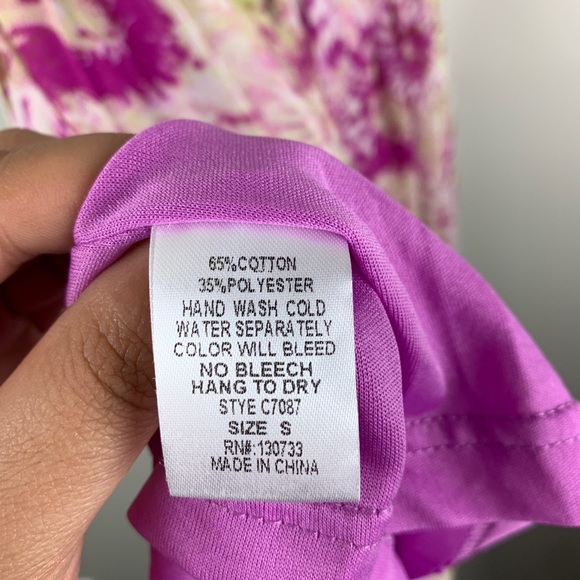 65%COTTON
35%POLYESTER
HAND WASH COLD
WATER SEPARATELY
COLOR WILL BLEED
NO BLEECH
HANG TO DRY
STYE C7087
SIZE S
RN#:130733
MADE IN CHINA